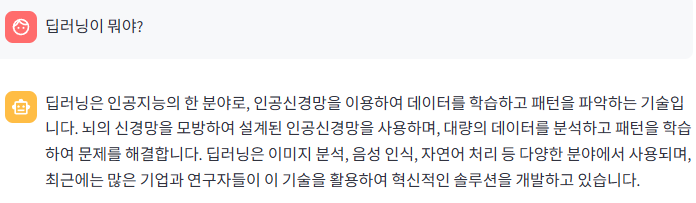 딥러닝이 뭐야?
딥러닝은 인공지능의 한 분야로, 인공신경망을 이용하여 데이터를 학습하고 패턴을 파악하는 기술입
니다. 뇌의 신경망을 모방하여 설계된 인공신경망을 사용하며, 대량의 데이터를 분석하고 패턴을 학습
하여 문제를 해결합니다. 딥러닝은 이미지 분석, 음성 인식, 자연어 처리 등 다양한 분야에서 사용되며,
최근에는 많은 기업과 연구자들이 이 기술을 활용하여 혁신적인 솔루션을 개발하고 있습니다.